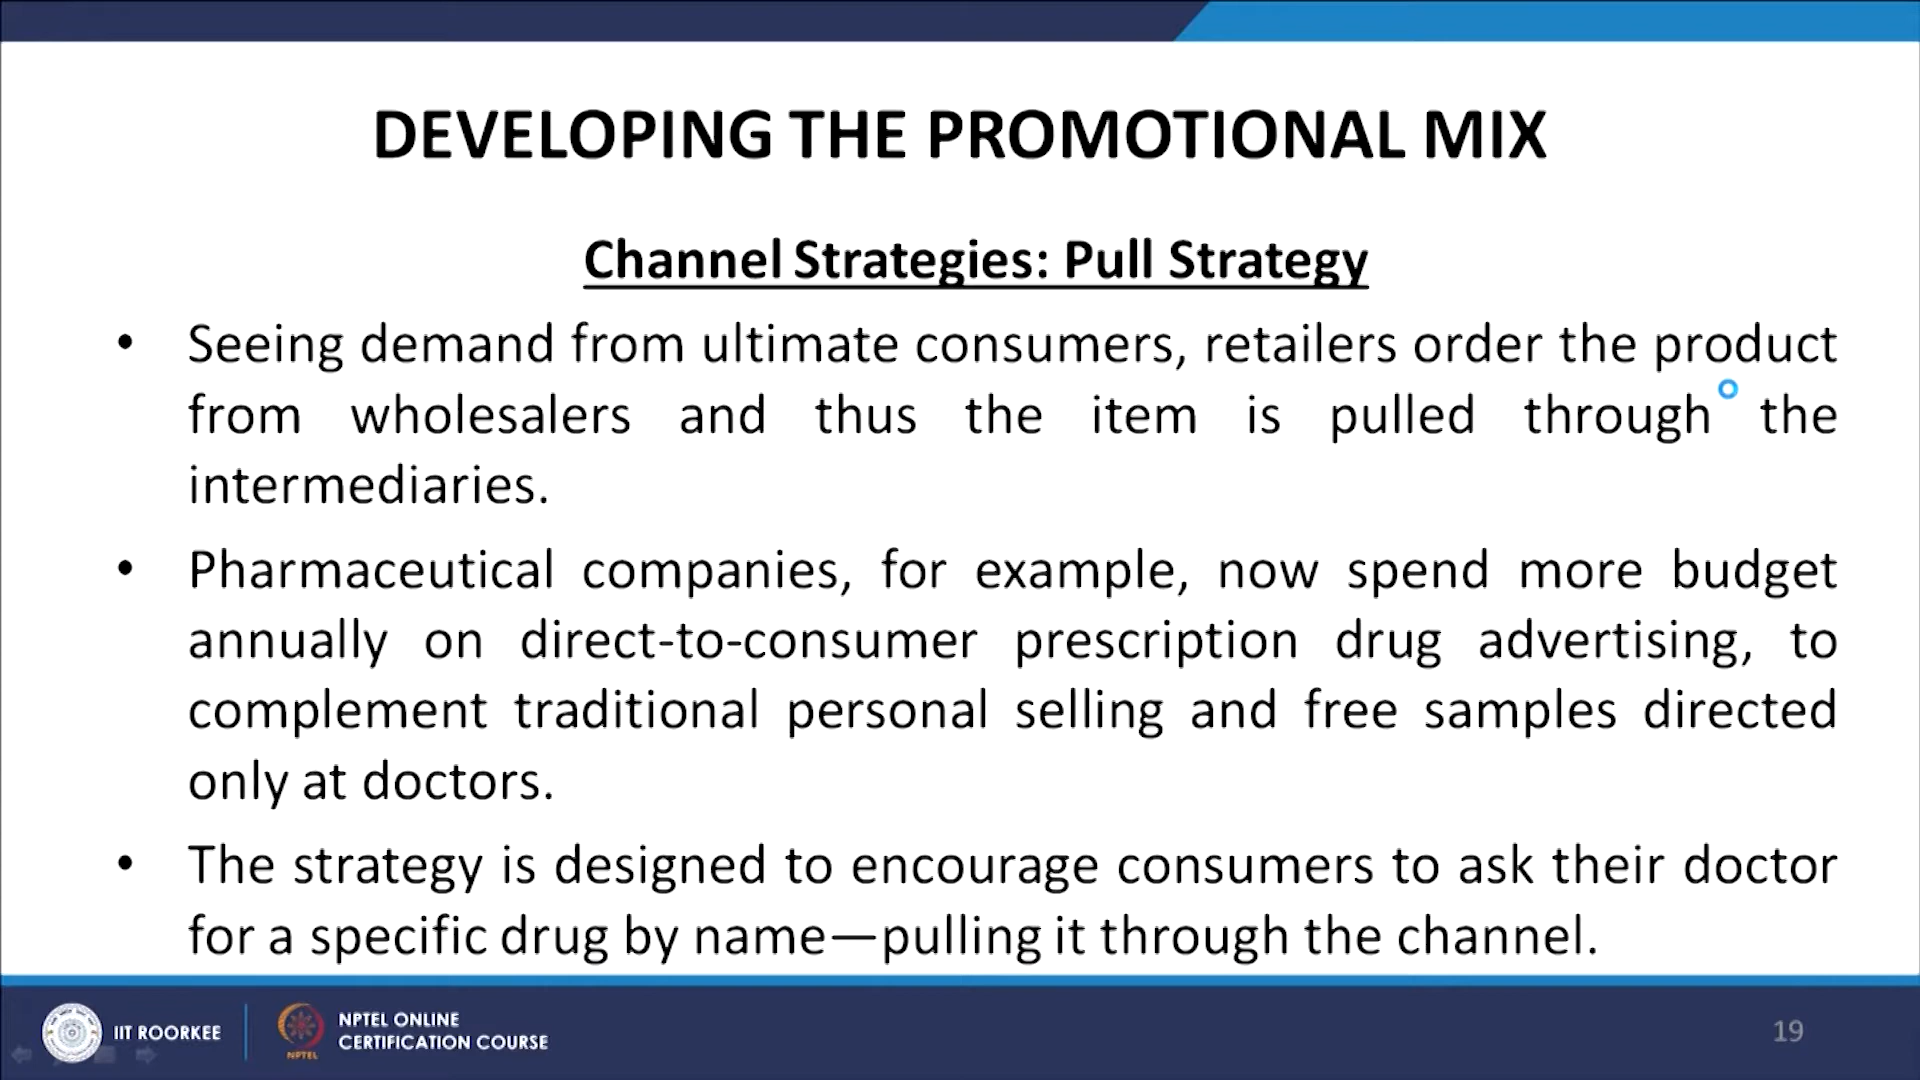 DEVELOPING THE PROMOTIONAL MIX
Channel Strategies: Pull Strategy
• Seeing demand from ultimate consumers, retailers order the product
from wholesalers and thus the item is pulled through the
intermediaries.
• Pharmaceutical companies, for example, now spend more budget
annually on direct-to-consumer prescription drug advertising, to
complement traditional personal selling and free samples directed
only at doctors.
• The strategy is designed to encourage consumers to ask their doctor
for a specific drug by name—pulling it through the channel.
IIT ROORKEE
NPTEL
NPTEL ONLINE
CERTIFICATION COURSE
19